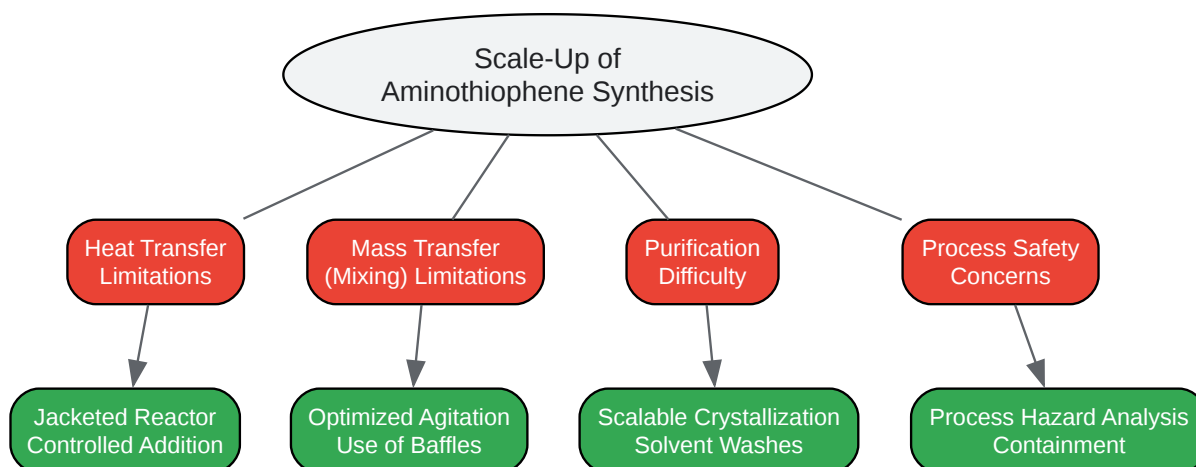 Scale-Up of
Aminothiophene Synthesis
Heat Transfer
Limitations
Mass Transfer
(Mixing) Limitations
Purification
Difficulty
Process Safety
Concerns
Jacketed Reactor
Controlled Addition
Optimized Agitation
Use of Baffles
Scalable Crystallization
Solvent Washes
Process Hazard Analysis
Containment